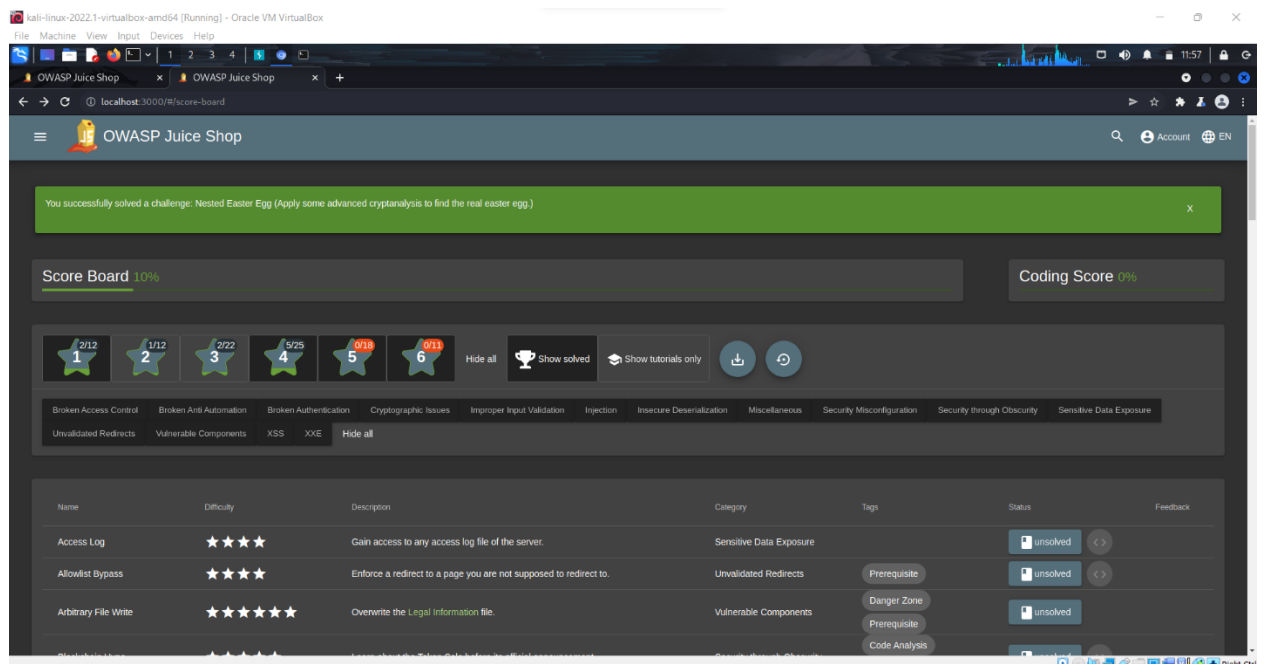 kali-linux-2022.1-virtualbox-amd64 [Running] - Oracle VM VirtualBox
File Machine View Input Devices Help
1 2 3 4 11:57
OWASP Juice Shop x OWASP Juice Shop x +
localhost:3000/#/score-board
OWASP Juice Shop Account EN
You successfully solved a challenge: Nested Easter Egg (Apply some advanced cryptanalysis to find the real easter egg.) X
Score Board 10% Coding Score 0%
2/12 1/12 2/22 5/25 0/18 0/11
1 2 3 4 5 6 Hide all Show solved Show tutorials only
Broken Access Control Broken Anti Automation Broken Authentication Cryptographic Issues Improper Input Validation Injection Insecure Deserialization Miscellaneous Security Misconfiguration Security through Obscurity Sensitive Data Exposure
Unvalidated Redirects Vulnerable Components XSS XXE Hide all
Name Difficulty Description Category Tags Status Feedback
Access Log Gain access to any access log file of the server. Sensitive Data Exposure unsolved <>
Allowlist Bypass Enforce a redirect to a page you are not supposed to redirect to. Unvalidated Redirects Prerequisite unsolved <>
Arbitrary File Write Overwrite the Legal Information file. Vulnerable Components Danger Zone unsolved
Prerequisite
Code Analysis